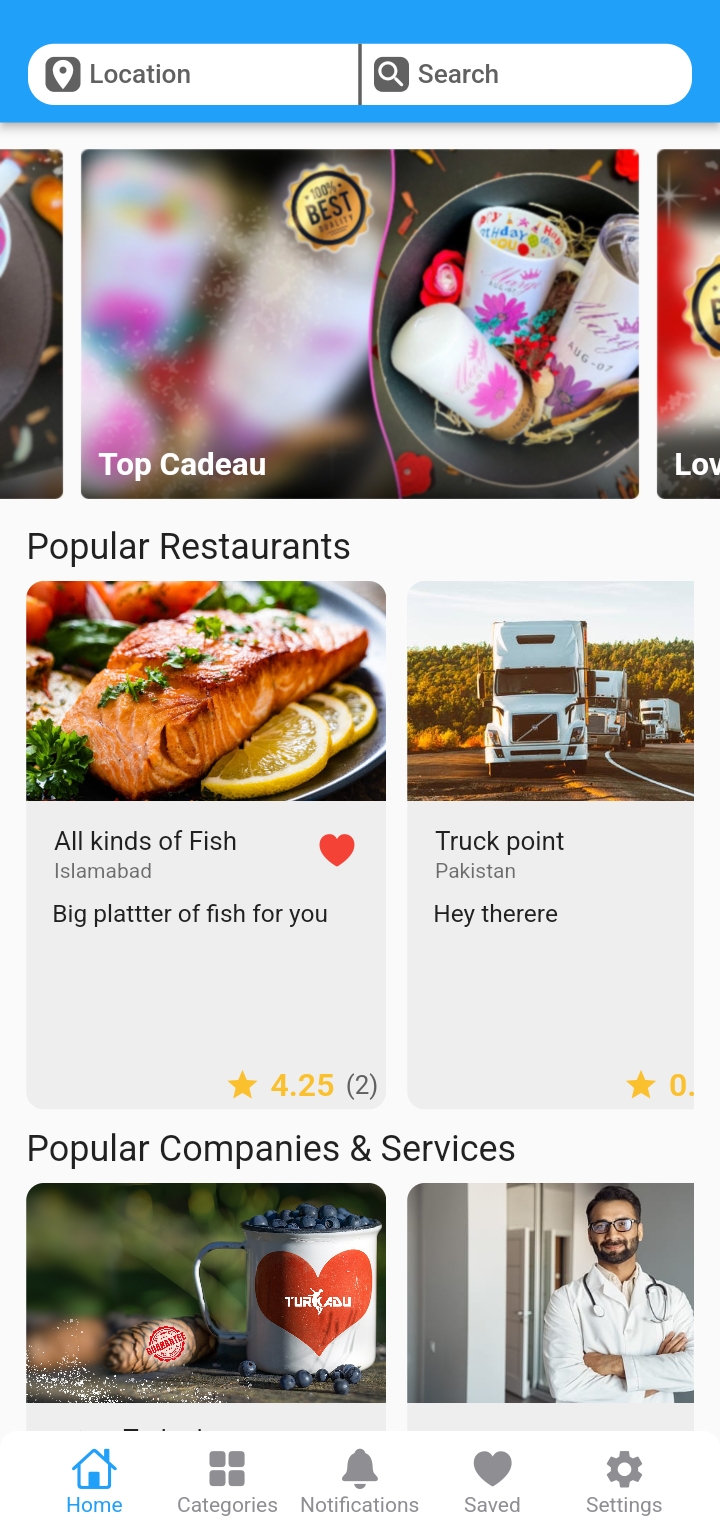 Location
Search
100%
BEST
QUALITY
Top Cadeau
Lov
Popular Restaurants
All kinds of Fish
Islamabad
Big plattter of fish for you
4.25 (2)
Truck point
Pakistan
Hey therere
0.
Popular Companies & Services
TURKADU
GUARANTEE
Home
Categories
Notifications
Saved
Settings